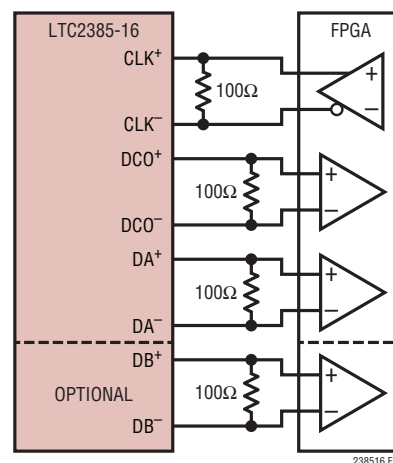 LTC2385-16
FPGA
CLK+
100Ω
+
CLK–
–
DCO+
+
100Ω
DCO–
–
DA+
+
100Ω
DA–
–
DB+
+
OPTIONAL
100Ω
DB–
–
238516 F